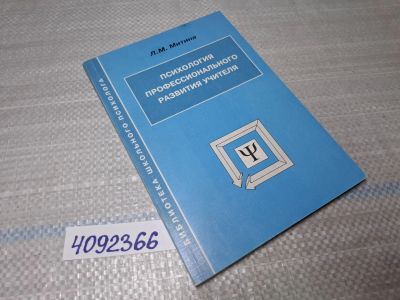 Л.М. Митина
ПСИХОЛОГИЯ
ПРОФЕССИОНАЛЬНОГО
РАЗВИТИЯ УЧИТЕЛЯ
Ψ
БИБЛИОТЕКА ШКОЛЬНОГО ПСИХОЛОГА
4092366